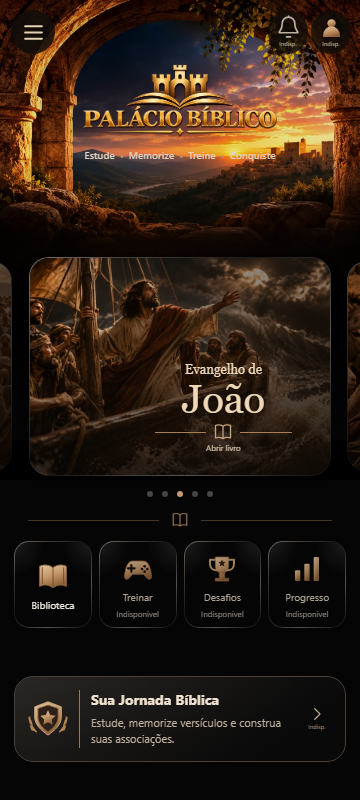 Indisp.
Indisp.
PALÁCIO BÍBLICO
Estude · Memorize · Treine · Conquiste
Evangelho de
João
Abrir livro
Biblioteca
Treinar
Indisponível
Desafios
Indisponível
Progresso
Indisponível
Sua Jornada Bíblica
Estude, memorize versículos e construa
suas associações.
Indisp.